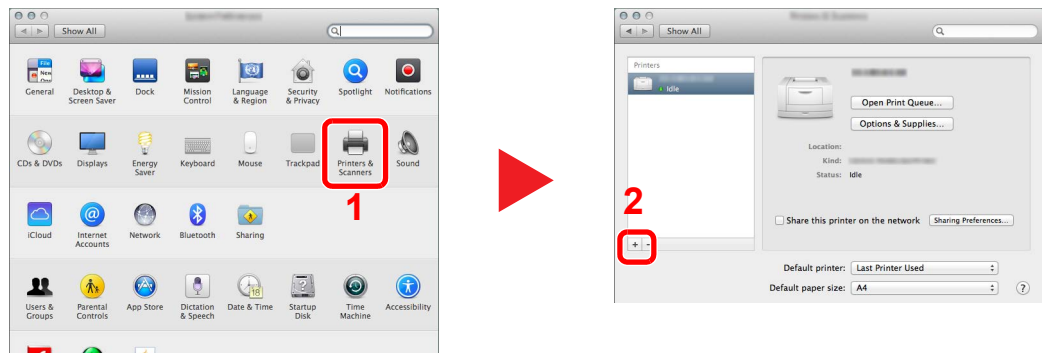 Show All
File
New
One
General
Desktop &
Screen Saver
Dock
Mission
Control
Language
& Region
Security
& Privacy
Spotlight
Notifications
CDs & DVDs
Displays
Energy
Saver
Keyboard
Mouse
Trackpad
Printers &
Scanners
Sound
1
iCloud
@
Internet
Accounts
Network
Bluetooth
Sharing
Users &
Groups
Parental
Controls
App Store
Dictation
& Speech
18
Date & Time
?
Startup
Disk
Time
Machine
Accessibility
Show All
Printers
Idle
Open Print Queue...
Options & Supplies...
Location:
Kind:
Status: Idle
2
Share this printer on the network
Sharing Preferences...
+ -
Default printer: Last Printer Used
Default paper size: A4
?